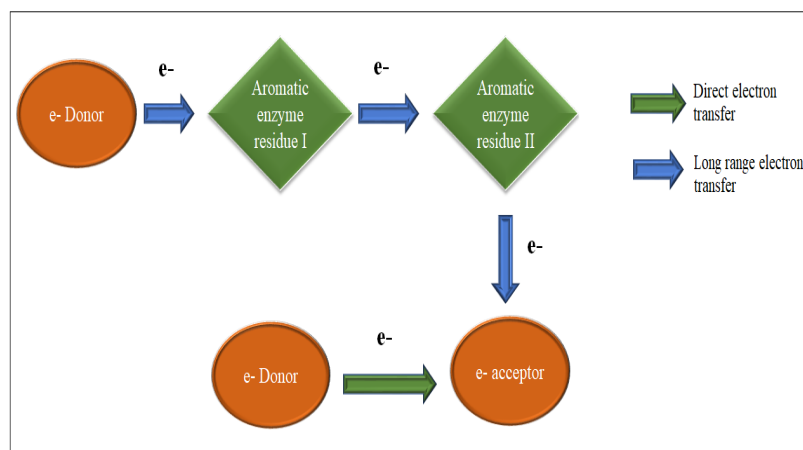 e-
e-
e- Donor
Aromatic
enzyme
residue I
Aromatic
enzyme
residue II
Direct electron
transfer
Long range electron
transfer
e-
e-
e- Donor
e- acceptor